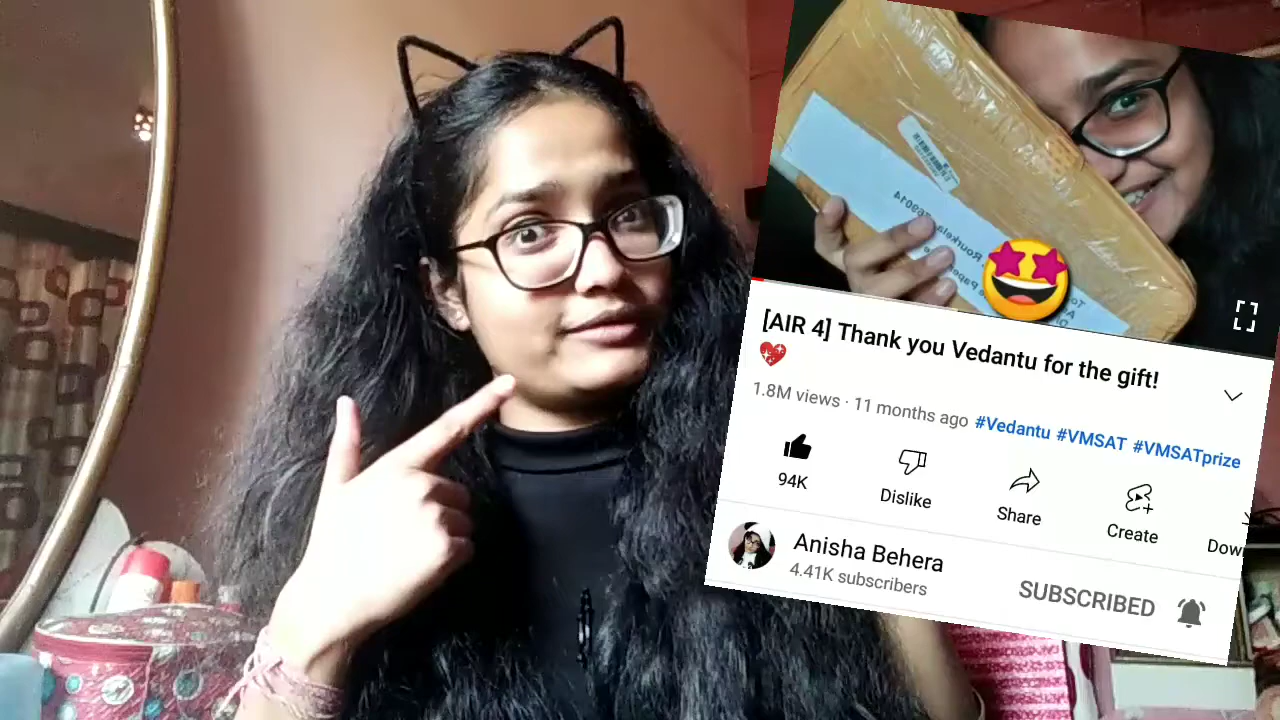 [AIR 4] Thank you Vedantu for the gift!
💖
1.8M views · 11 months ago #Vedantu #VMSAT #VMSATprize
94K
Dislike
Share
Create
Anisha Behera
4.41K subscribers
SUBSCRIBED